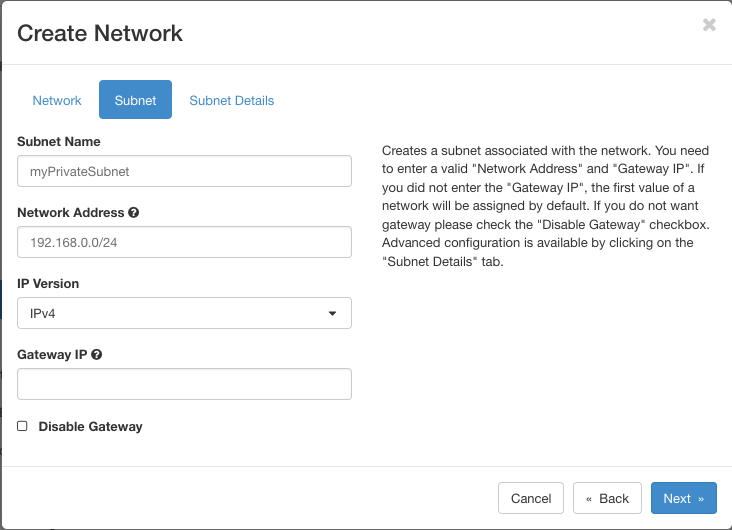 Create Network
×
Network
Subnet
Subnet Details
Subnet Name
myPrivateSubnet
Network Address ?
192.168.0.0/24
IP Version
IPv4
Gateway IP ?
Disable Gateway
Creates a subnet associated with the network. You need
to enter a valid "Network Address" and "Gateway IP". If
you did not enter the "Gateway IP", the first value of a
network will be assigned by default. If you do not want
gateway please check the "Disable Gateway" checkbox.
Advanced configuration is available by clicking on the
"Subnet Details" tab.
Cancel
« Back
Next »